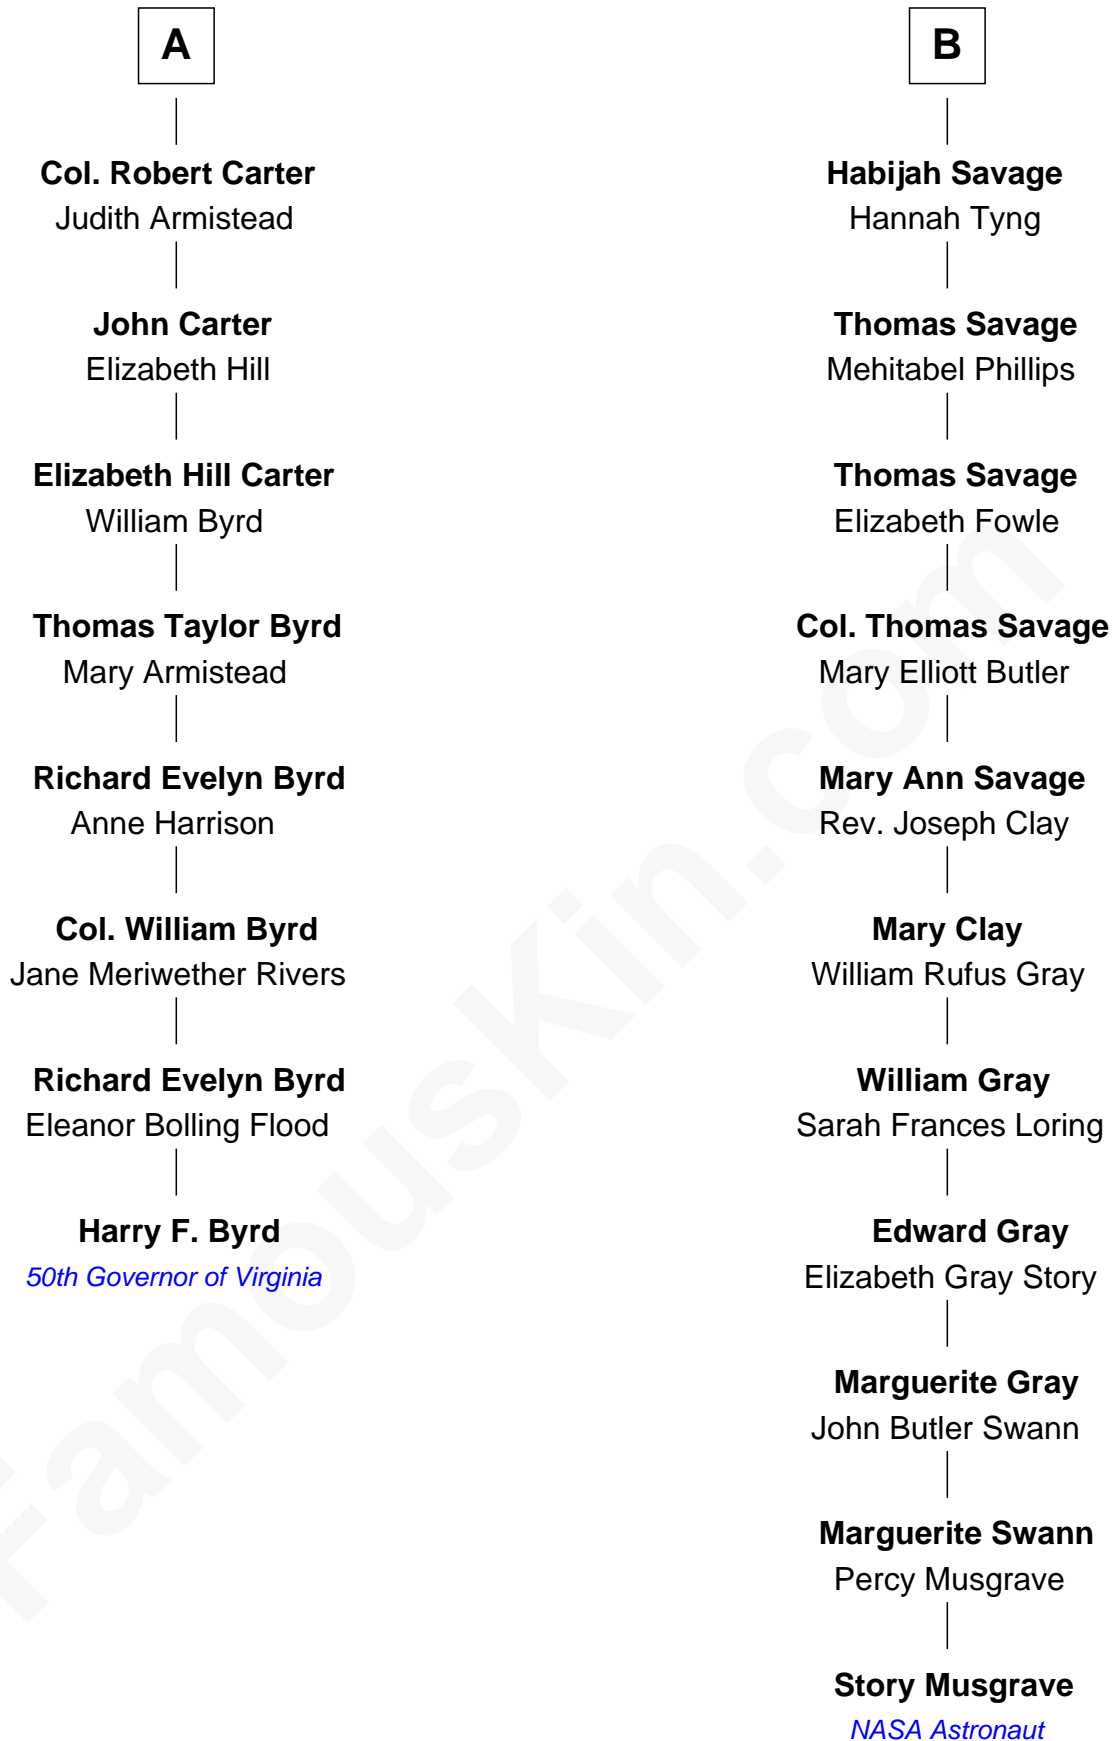 A
Col. Robert Carter
Judith Armistead
John Carter
Elizabeth Hill
Elizabeth Hill Carter
William Byrd
Thomas Taylor Byrd
Mary Armistead
Richard Evelyn Byrd
Anne Harrison
Col. William Byrd
Jane Meriwether Rivers
Richard Evelyn Byrd
Eleanor Bolling Flood
Harry F. Byrd
50th Governor of Virginia
B
Habijah Savage
Hannah Tyng
Thomas Savage
Mehitabel Phillips
Thomas Savage
Elizabeth Fowle
Col. Thomas Savage
Mary Elliott Butler
Mary Ann Savage
Rev. Joseph Clay
Mary Clay
William Rufus Gray
William Gray
Sarah Frances Loring
Edward Gray
Elizabeth Gray Story
Marguerite Gray
John Butler Swann
Marguerite Swann
Percy Musgrave
Story Musgrave
NASA Astronaut
FamousKin.com